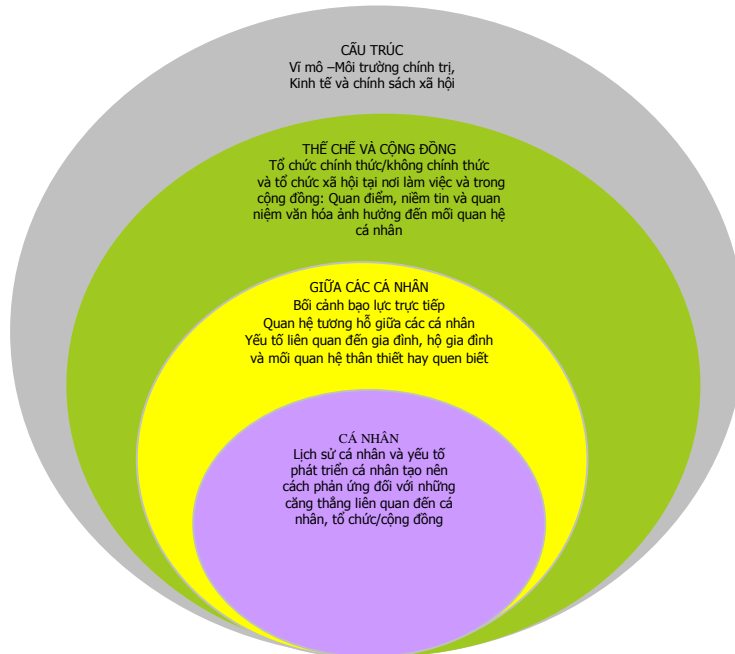 CẤU TRÚC
Vĩ mô –Môi trường chính trị,
Kinh tế và chính sách xã hội
THỂ CHẾ VÀ CỘNG ĐỒNG
Tổ chức chính thức/không chính thức
và tổ chức xã hội tại nơi làm việc và trong
cộng đồng: Quan điểm, niềm tin và quan
niệm văn hóa ảnh hưởng đến mối quan hệ
cá nhân
GIỮA CÁC CÁ NHÂN
Bối cảnh bạo lực trực tiếp
Quan hệ tương hỗ giữa các cá nhân
Yếu tố liên quan đến gia đình, hộ gia đình
và mối quan hệ thân thiết hay quen biết
CÁ NHÂN
Lịch sử cá nhân và yếu tố
phát triển cá nhân tạo nên
cách phản ứng đối với những
căng thẳng liên quan đến cá
nhân, tổ chức/cộng đồng